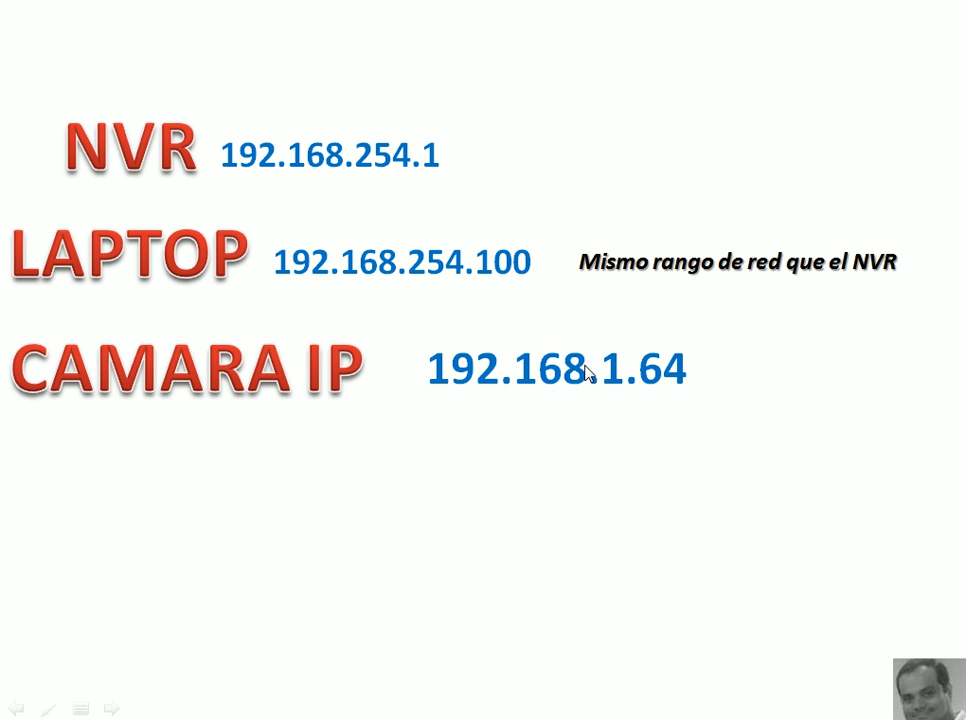 NVR 192.168.254.1
LAPTOP 192.168.254.100 Mismo rango de red que el NVR
CAMARA IP 192.168.1.64